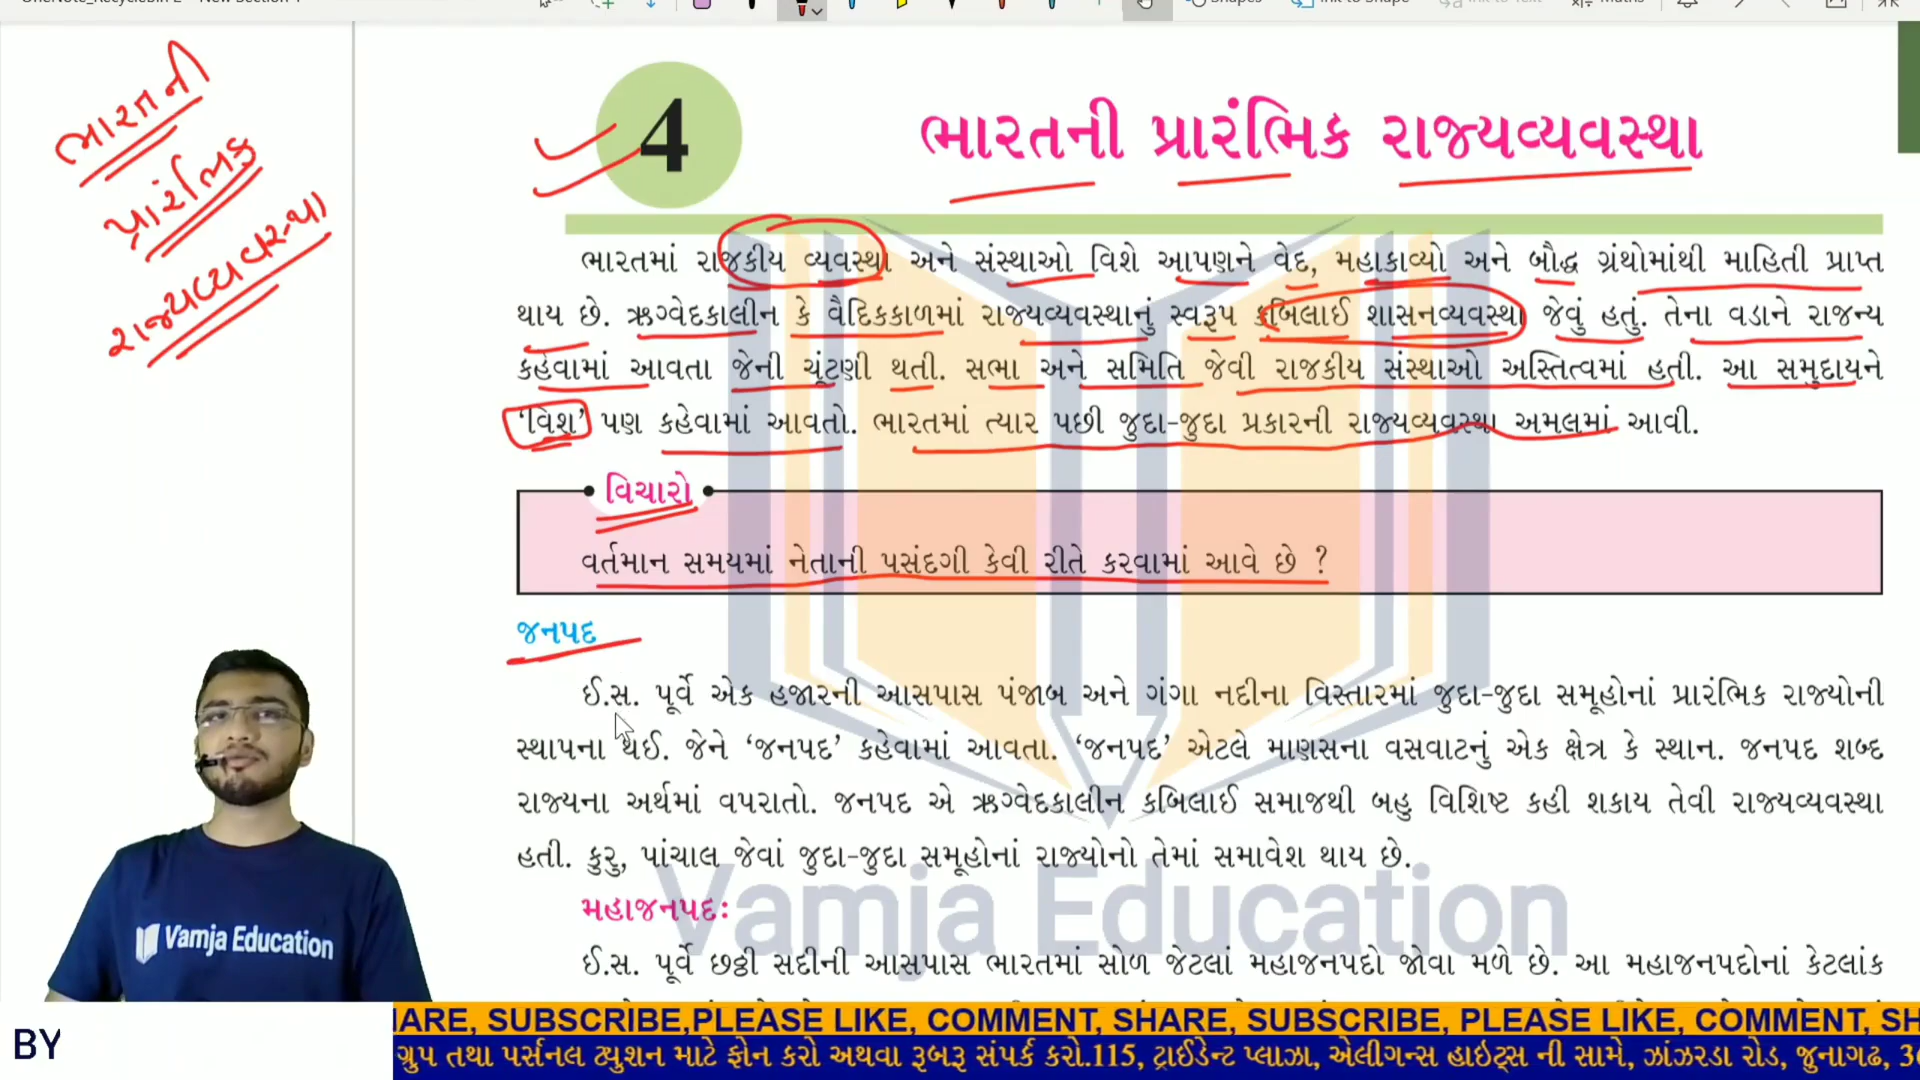 ભારતની
પ્રારંભિક
રાજ્યવ્યવસ્થા
4
ભારતની પ્રારંભિક રાજ્યવ્યવસ્થા
ભારતમાં રાજકીય વ્યવસ્થા અને સંસ્થાઓ વિશે આપણને વેદ, મહાકાવ્યો અને બૌદ્ધ ગ્રંથોમાંથી માહિતી પ્રાપ્ત
થાય છે. ઋગ્વેદકાલીન કે વૈદિકકાળમાં રાજ્યવ્યવસ્થાનું સ્વરૂપ કબિલાઈ શાસનવ્યવસ્થા જેવું હતું. તેના વડાને રાજન્ય
કહેવામાં આવતા જેની ચૂંટણી થતી. સભા અને સમિતિ જેવી રાજકીય સંસ્થાઓ અસ્તિત્વમાં હતી. આ સમુદાયને
‘વિશ’ પણ કહેવામાં આવતો. ભારતમાં ત્યાર પછી જુદા-જુદા પ્રકારની રાજ્યવ્યવસ્થા અમલમાં આવી.
વિચારો
વર્તમાન સમયમાં નેતાની પસંદગી કેવી રીતે કરવામાં આવે છે ?
જનપદ
ઈ.સ. પૂર્વે એક હજારની આસપાસ પંજાબ અને ગંગા નદીના વિસ્તારમાં જુદા-જુદા સમૂહોનાં પ્રારંભિક રાજ્યોની
સ્થાપના થઈ. જેને ‘જનપદ’ કહેવામાં આવતા. ‘જનપદ’ એટલે માણસના વસવાટનું એક ક્ષેત્ર કે સ્થાન. જનપદ શબ્દ
રાજ્યના અર્થમાં વપરાતો. જનપદ એ ઋગ્વેદકાલીન કબિલાઈ સમાજથી બહુ વિશિષ્ટ કહી શકાય તેવી રાજ્યવ્યવસ્થા
હતી. કુરુ, પાંચાલ જેવાં જુદા-જુદા સમૂહોનાં રાજ્યોનો તેમાં સમાવેશ થાય છે.
Vamja Education
મહાજનપદઃ
ઈ.સ. પૂર્વે છઠ્ઠી સદીની આસપાસ ભારતમાં સોળ જેટલાં મહાજનપદો જોવા મળે છે. આ મહાજનપદોનાં કેટલાંક
Vamja Education
BY
ARE, SUBSCRIBE,PLEASE LIKE, COMMENT, SHARE, SUBSCRIBE, PLEASE LIKE, COMMENT, SH
ગ્રુપ તથા પર્સનલ ટ્યુશન માટે ફોન કરો અથવા રૂબરૂ સંપર્ક કરો.115, ટ્રાઈડેન્ટ પ્લાઝા, એલીગન્સ હાઇટ્સ ની સામે, ઝાંઝરડા રોડ, જુનાગઢ, 36